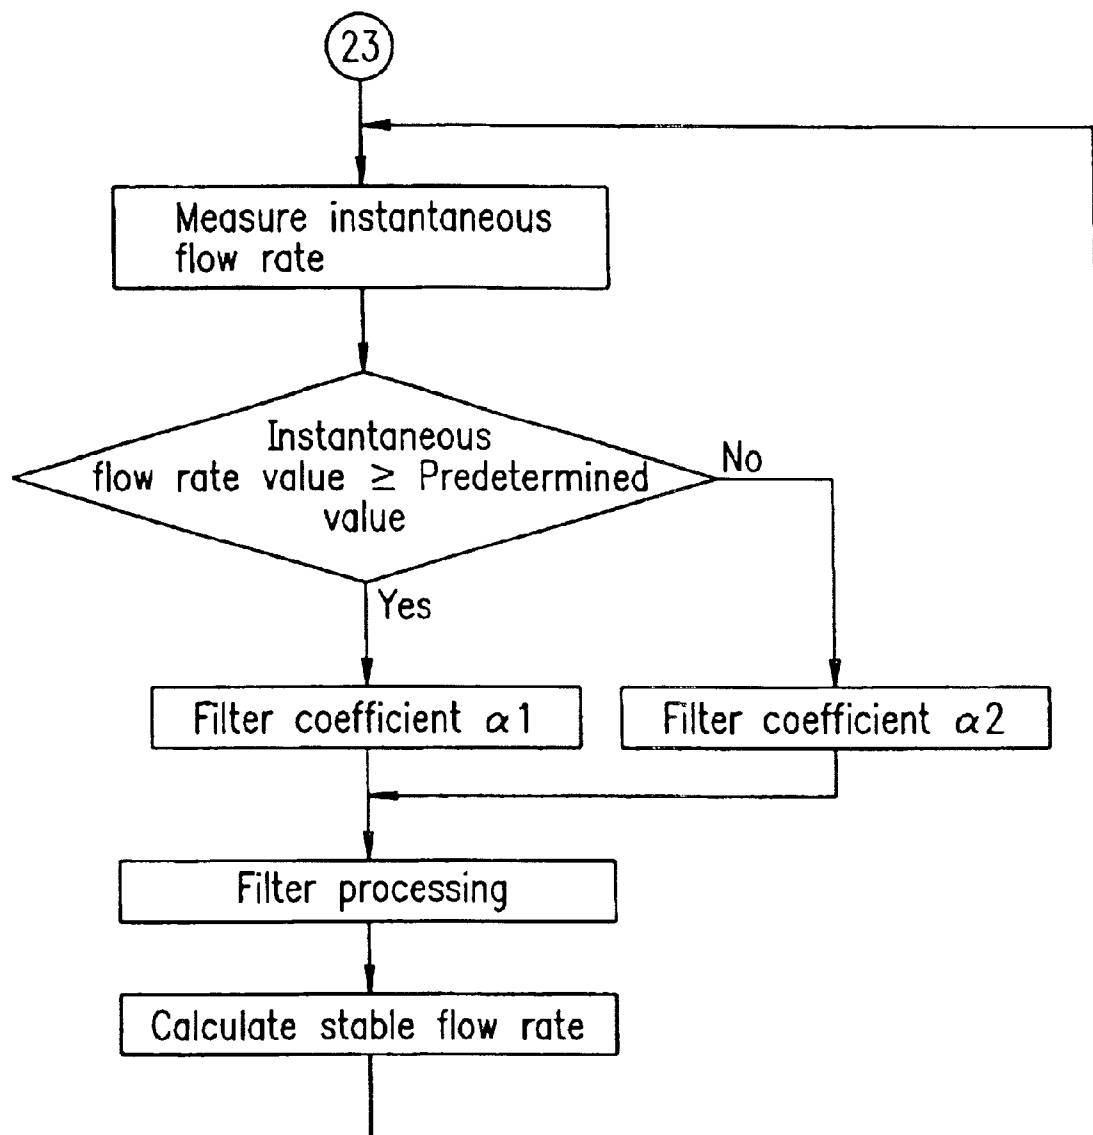 23
Measure instantaneous
flow rate
Instantaneous
flow rate value ≥ Predetermined
value
No
Yes
Filter coefficient α1
Filter coefficient α2
Filter processing
Calculate stable flow rate